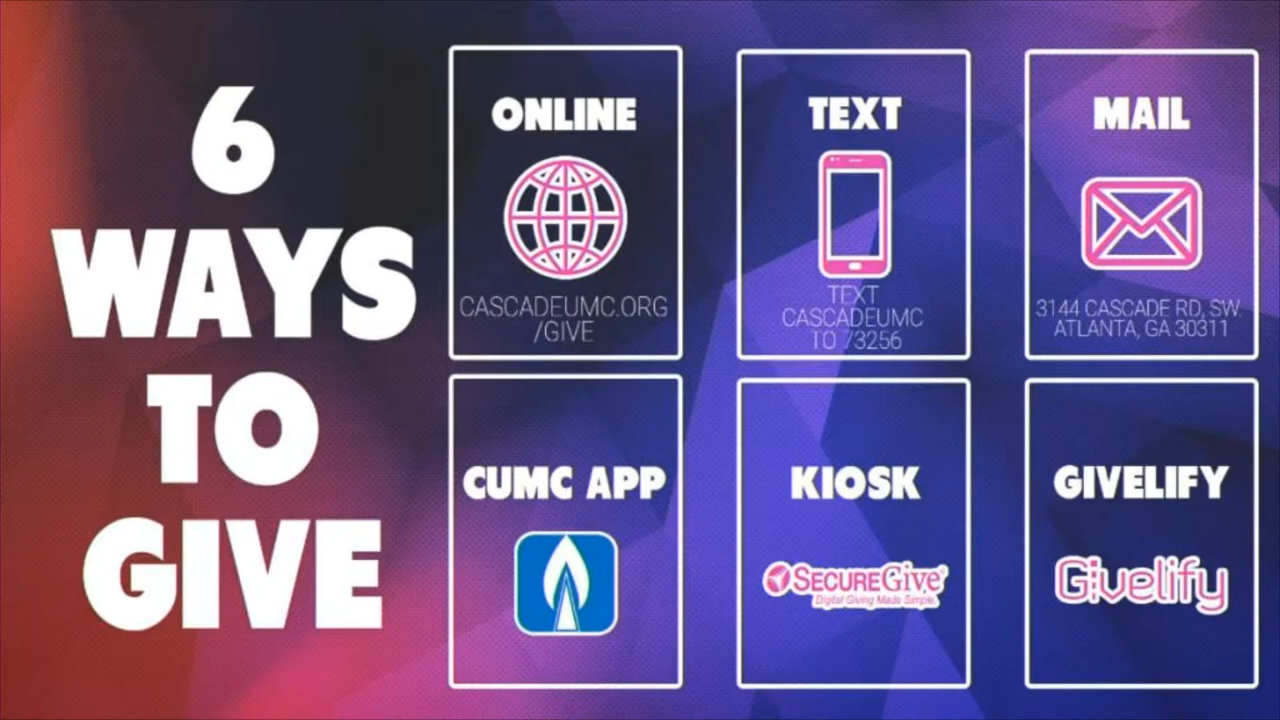 6
WAYS
TO
GIVE
ONLINE
CASCADEUMC.ORG
/GIVE
TEXT
TEXT
CASCADEUMC
TO 73256
MAIL
3144 CASCADE RD, SW.
ATLANTA, GA 30311
CUMC APP
KIOSK
SECUREGIVE®
Digital Giving Made Simple.
GIVELIFY
Givelify